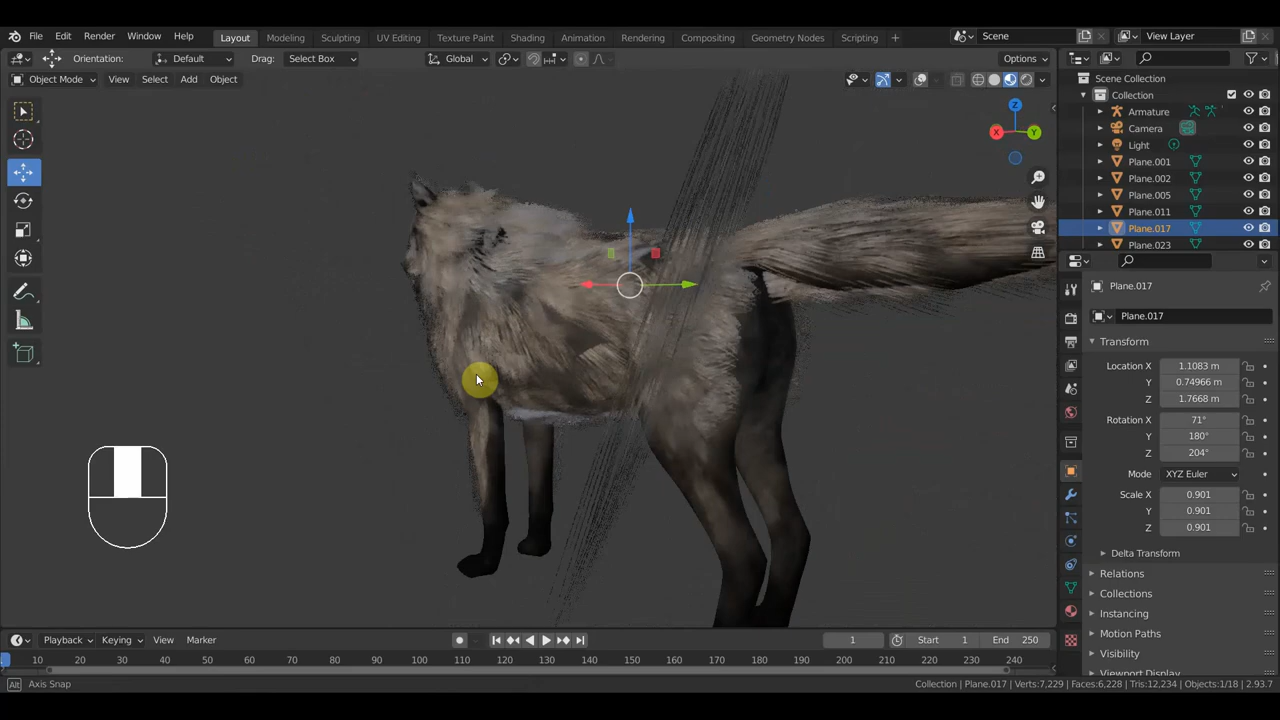 File Edit Render Window Help Layout Modeling Sculpting UV Editing Texture Paint Shading Animation Rendering Compositing Geometry Nodes Scripting + Scene View Layer
Orientation: Default Drag: Select Box Global Options
Object Mode View Select Add Object
Z
X
Y
Scene Collection
Collection
Armature
Camera
Light
Plane.001
Plane.002
Plane.005
Plane.011
Plane.017
Plane.023
Plane.017
Plane.017
Transform
Location X 1.1083 m
Y 0.74966 m
Z 1.7668 m
Rotation X 71°
Y 180°
Z 204°
Mode XYZ Euler
Scale X 0.901
Y 0.901
Z 0.901
Delta Transform
Relations
Collections
Instancing
Motion Paths
Visibility
Viewport Display
Playback Keying View Marker 1 Start 1 End 250
10 20 30 40 50 60 70 80 90 100 110 120 130 140 150 160 170 180 190 200 210 220 230 240
Alt Axis Snap Collection | Plane.017 | Verts:7,229 | Faces:6,228 | Tris:12,234 | Objects:1/18 | 2.93.7